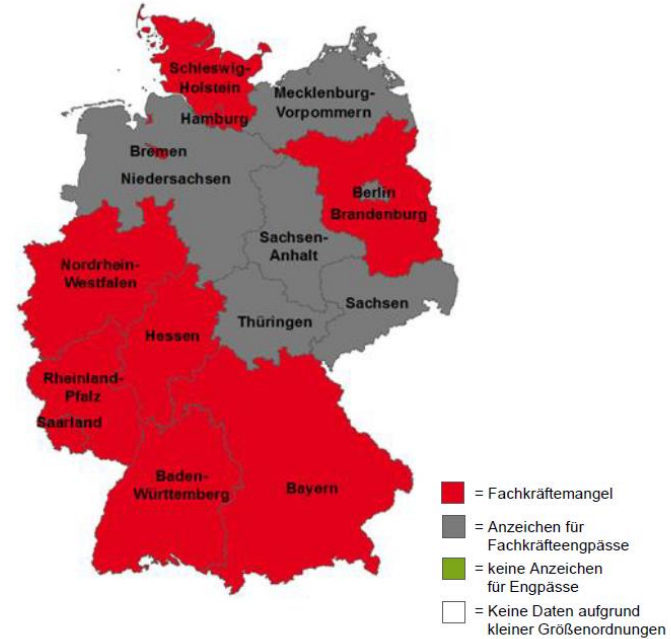 Schleswig-
Holstein
Mecklenburg-
Vorpommern
Hamburg
Bremen
Niedersachsen
Berlin
Brandenburg
Sachsen-
Anhalt
Nordrhein-
Westfalen
Sachsen
Thüringen
Hessen
Rheinland-
Pfalz
Saarland
Baden-
Württemberg
Bayern
= Fachkräftemangel
= Anzeichen für
Fachkräfteengpässe
= keine Anzeichen
für Engpässe
= Keine Daten aufgrund
kleiner Größenordnungen